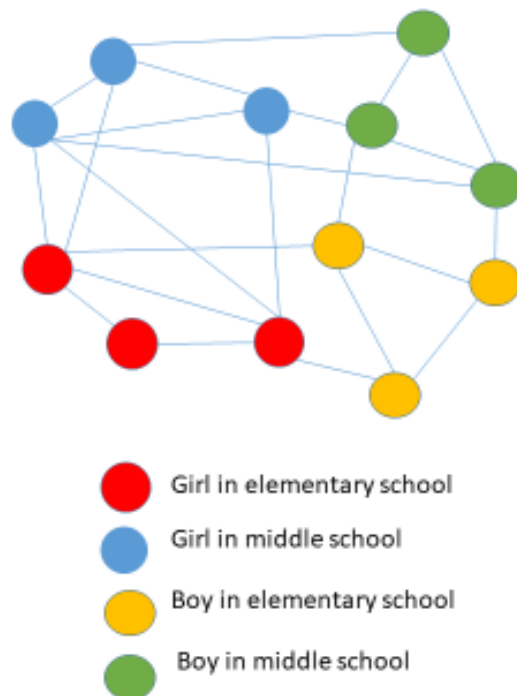 Girl in elementary school
Girl in middle school
Boy in elementary school
Boy in middle school